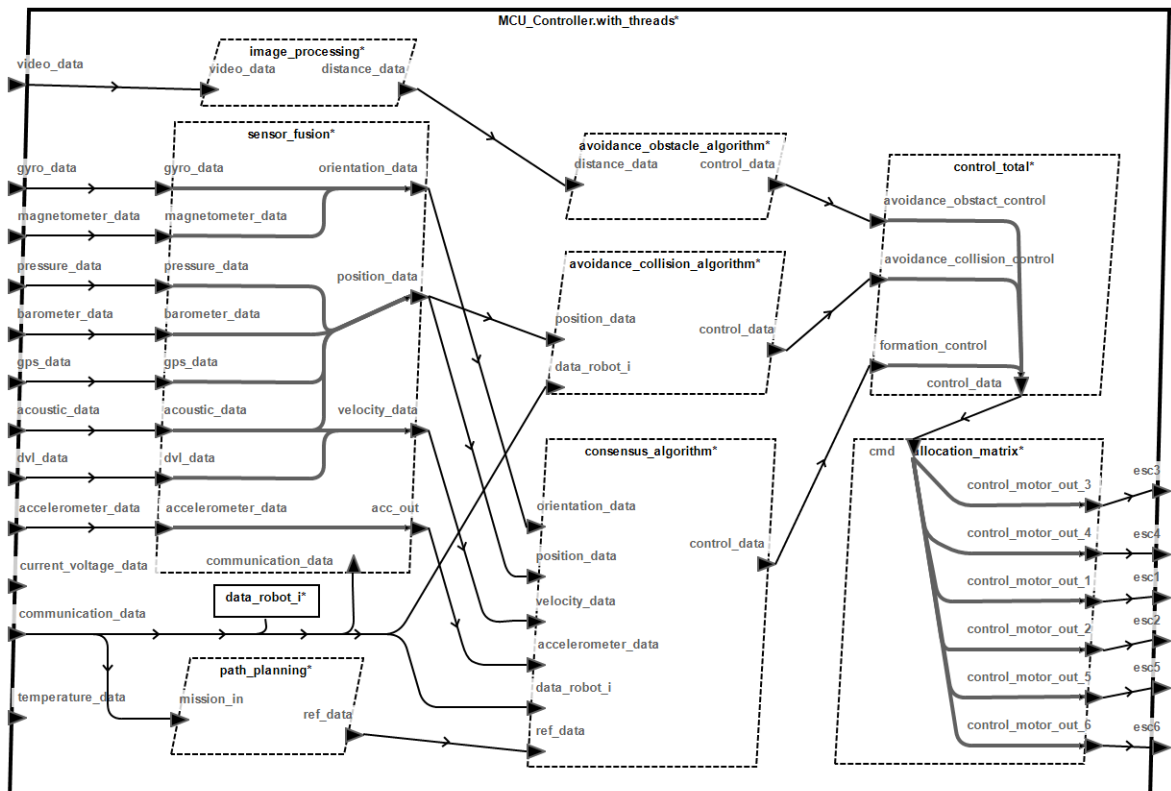 MCU_Controller.with_threads*
video_data
image_processing*
video_data
distance_data
sensor_fusion*
gyro_data
gyro_data
orientation_data
magnetometer_data
magnetometer_data
pressure_data
pressure_data
position_data
barometer_data
barometer_data
gps_data
gps_data
acoustic_data
acoustic_data
velocity_data
dvl_data
dvl_data
accelerometer_data
accelerometer_data
acc_out
communication_data
current_voltage_data
communication_data
temperature_data
data_robot_i*
path_planning*
mission_in
ref_data
avoidance_obstacle_algorithm*
distance_data
control_data
avoidance_collision_algorithm*
position_data
control_data
data_robot_i
consensus_algorithm*
orientation_data
position_data
control_data
velocity_data
accelerometer_data
data_robot_i
ref_data
control_total*
avoidance_obstact_control
avoidance_collision_control
formation_control
control_data
cmd
allocation_matrix*
control_motor_out_3
control_motor_out_4
control_motor_out_1
control_motor_out_2
control_motor_out_5
control_motor_out_6
esc3
esc4
esc1
esc2
esc5
esc6